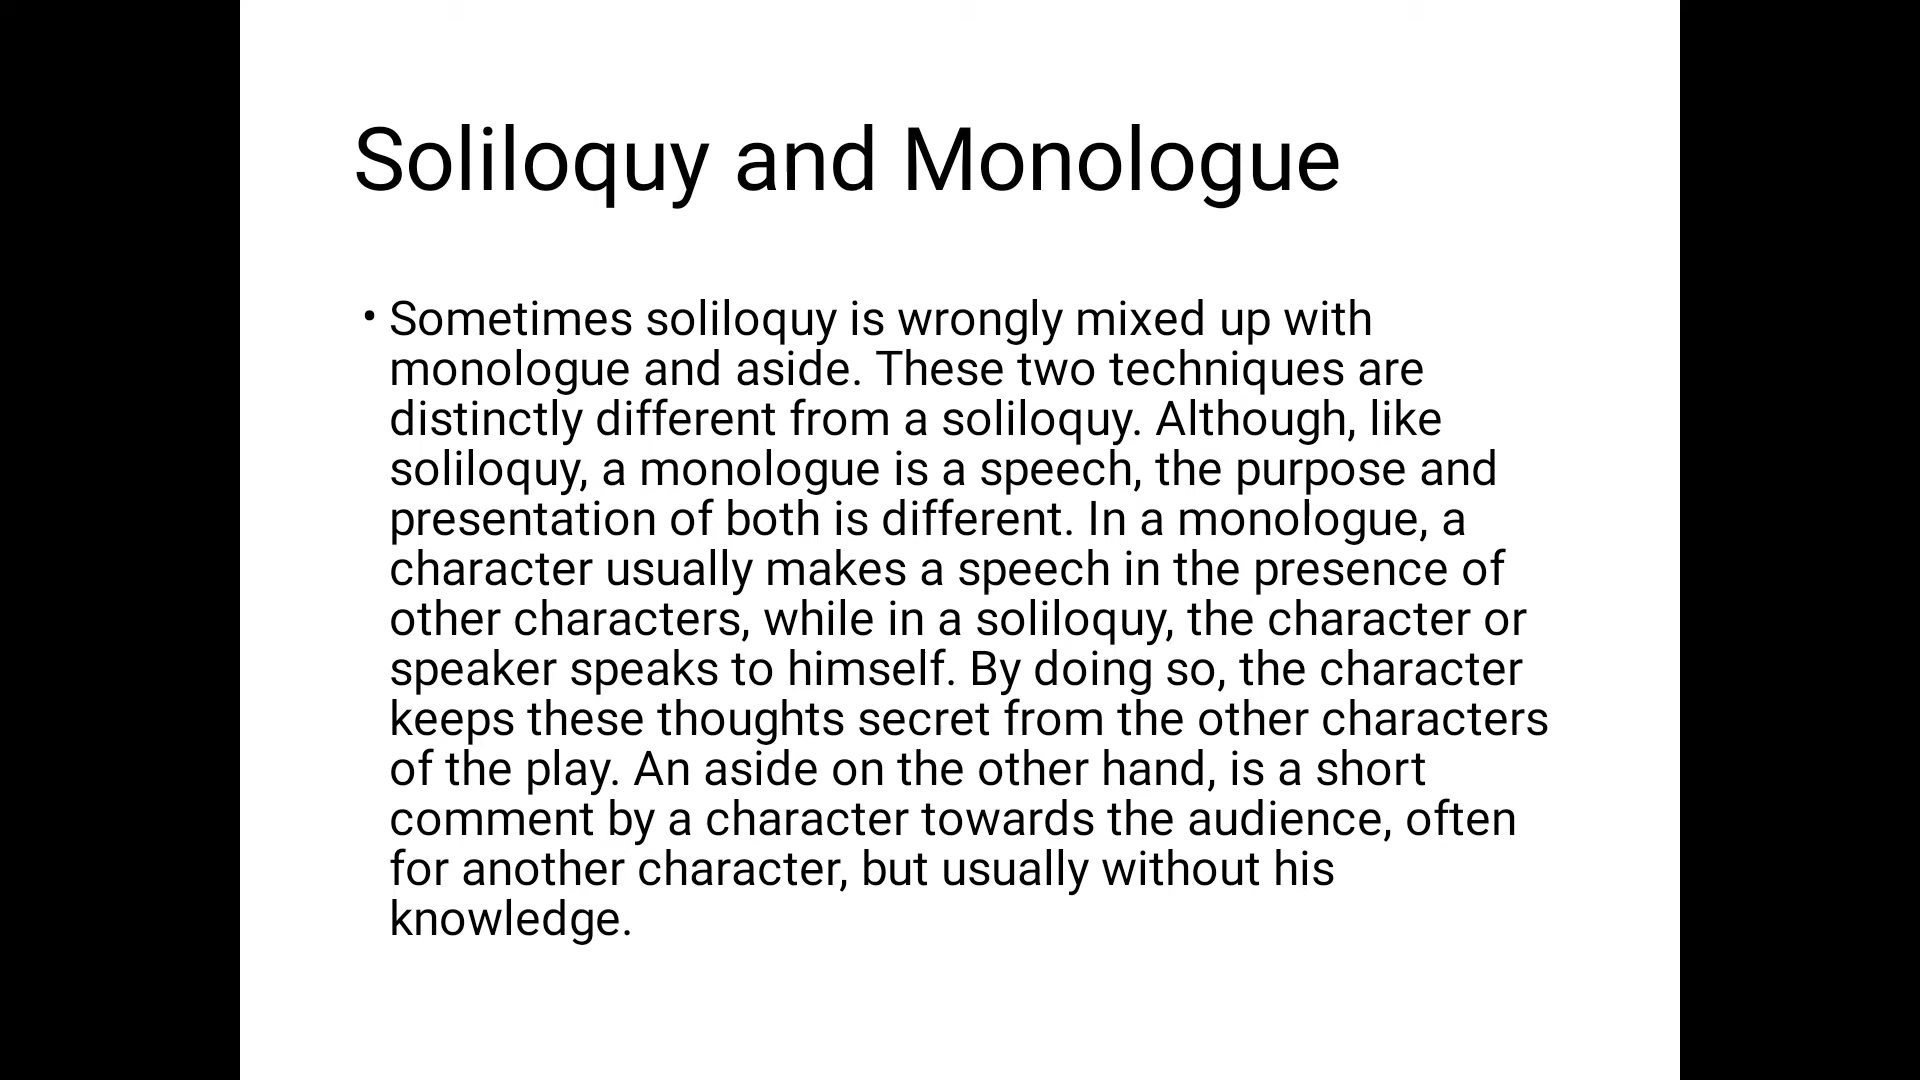 Soliloquy and Monologue
• Sometimes soliloquy is wrongly mixed up with
monologue and aside. These two techniques are
distinctly different from a soliloquy. Although, like
soliloquy, a monologue is a speech, the purpose and
presentation of both is different. In a monologue, a
character usually makes a speech in the presence of
other characters, while in a soliloquy, the character or
speaker speaks to himself. By doing so, the character
keeps these thoughts secret from the other characters
of the play. An aside on the other hand, is a short
comment by a character towards the audience, often
for another character, but usually without his
knowledge.